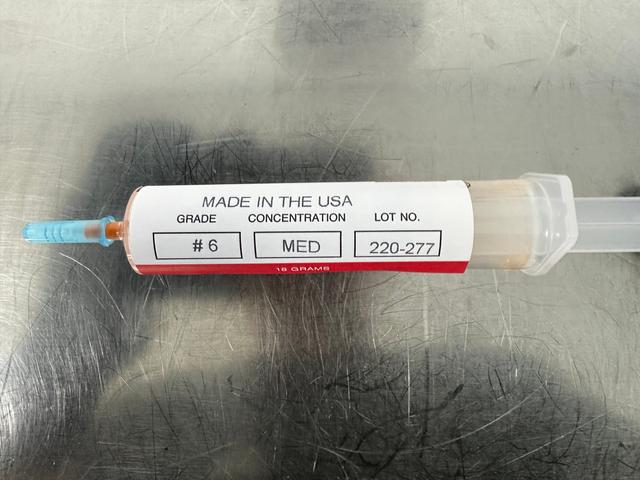 MADE IN THE USA
GRADE CONCENTRATION LOT NO.
# 6 MED 220-277
18 GRAMS